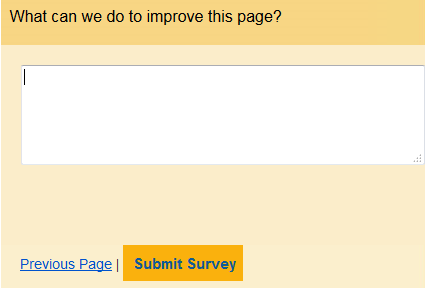 What can we do to improve this page?
Previous Page | Submit Survey